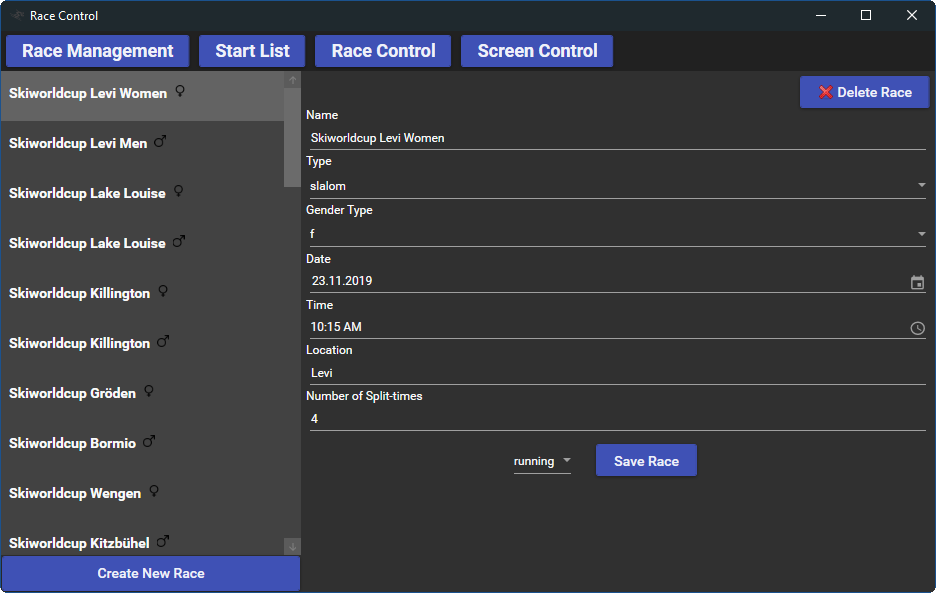 Race Control
Race Management Start List Race Control Screen Control
Skiworldcup Levi Women ♀
Skiworldcup Levi Men ♂
Skiworldcup Lake Louise ♀
Skiworldcup Lake Louise ♂
Skiworldcup Killington ♀
Skiworldcup Killington ♂
Skiworldcup Gröden ♀
Skiworldcup Bormio ♂
Skiworldcup Wengen ♀
Skiworldcup Kitzbühel ♂
Create New Race
Delete Race
Name
Skiworldcup Levi Women
Type
slalom
Gender Type
f
Date
23.11.2019
Time
10:15 AM
Location
Levi
Number of Split-times
4
running Save Race